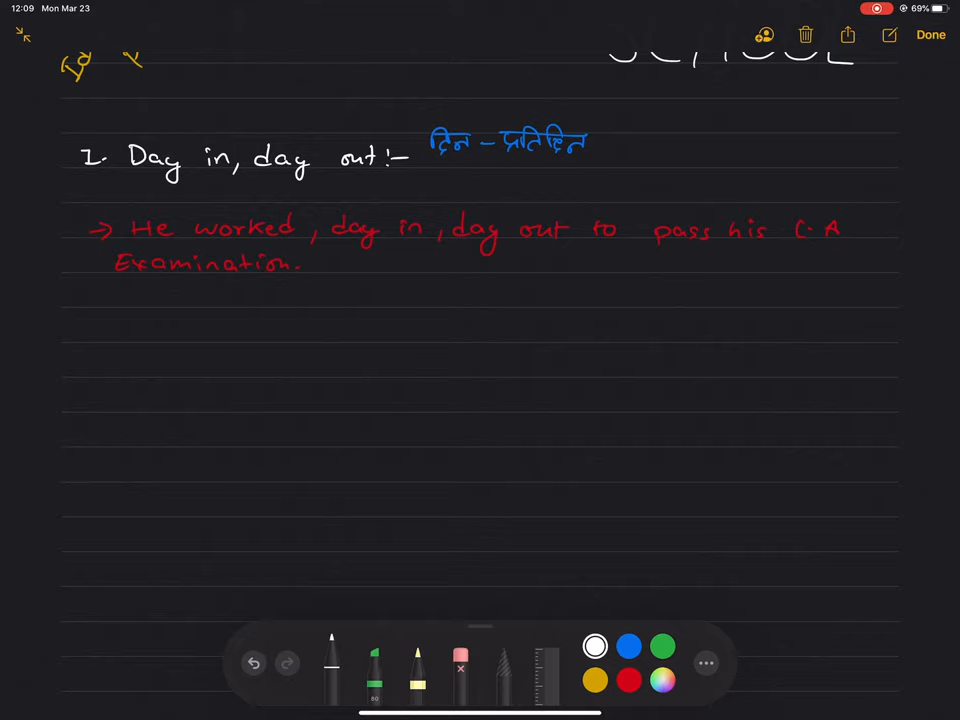 12:09 Mon Mar 23 69%
Done
1. Day in, day out :- दिन - प्रतिदिन
→ He worked, day in, day out to pass his C.A
Examination.
80